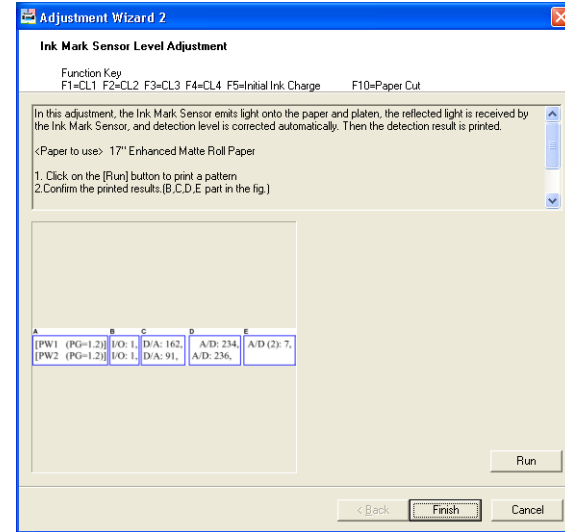 Adjustment Wizard 2
Ink Mark Sensor Level Adjustment
Function Key
F1=CL1 F2=CL2 F3=CL3 F4=CL4 F5=Initial Ink Charge F10=Paper Cut
In this adjustment, the Ink Mark Sensor emits light onto the paper and platen, the reflected light is received by
the Ink Mark Sensor, and detection level is corrected automatically. Then the detection result is printed.
<Paper to use> 17" Enhanced Matte Roll Paper
1. Click on the [Run] button to print a pattern
2.Confirm the printed results.(B,C,D,E part in the fig.)
A B C D E
[PW1 (PG=1.2)] I/O: 1, D/A: 162, A/D: 234, A/D (2): 7,
[PW2 (PG=1.2)] I/O: 1, D/A: 91, A/D: 236,
Run
< Back Finish Cancel